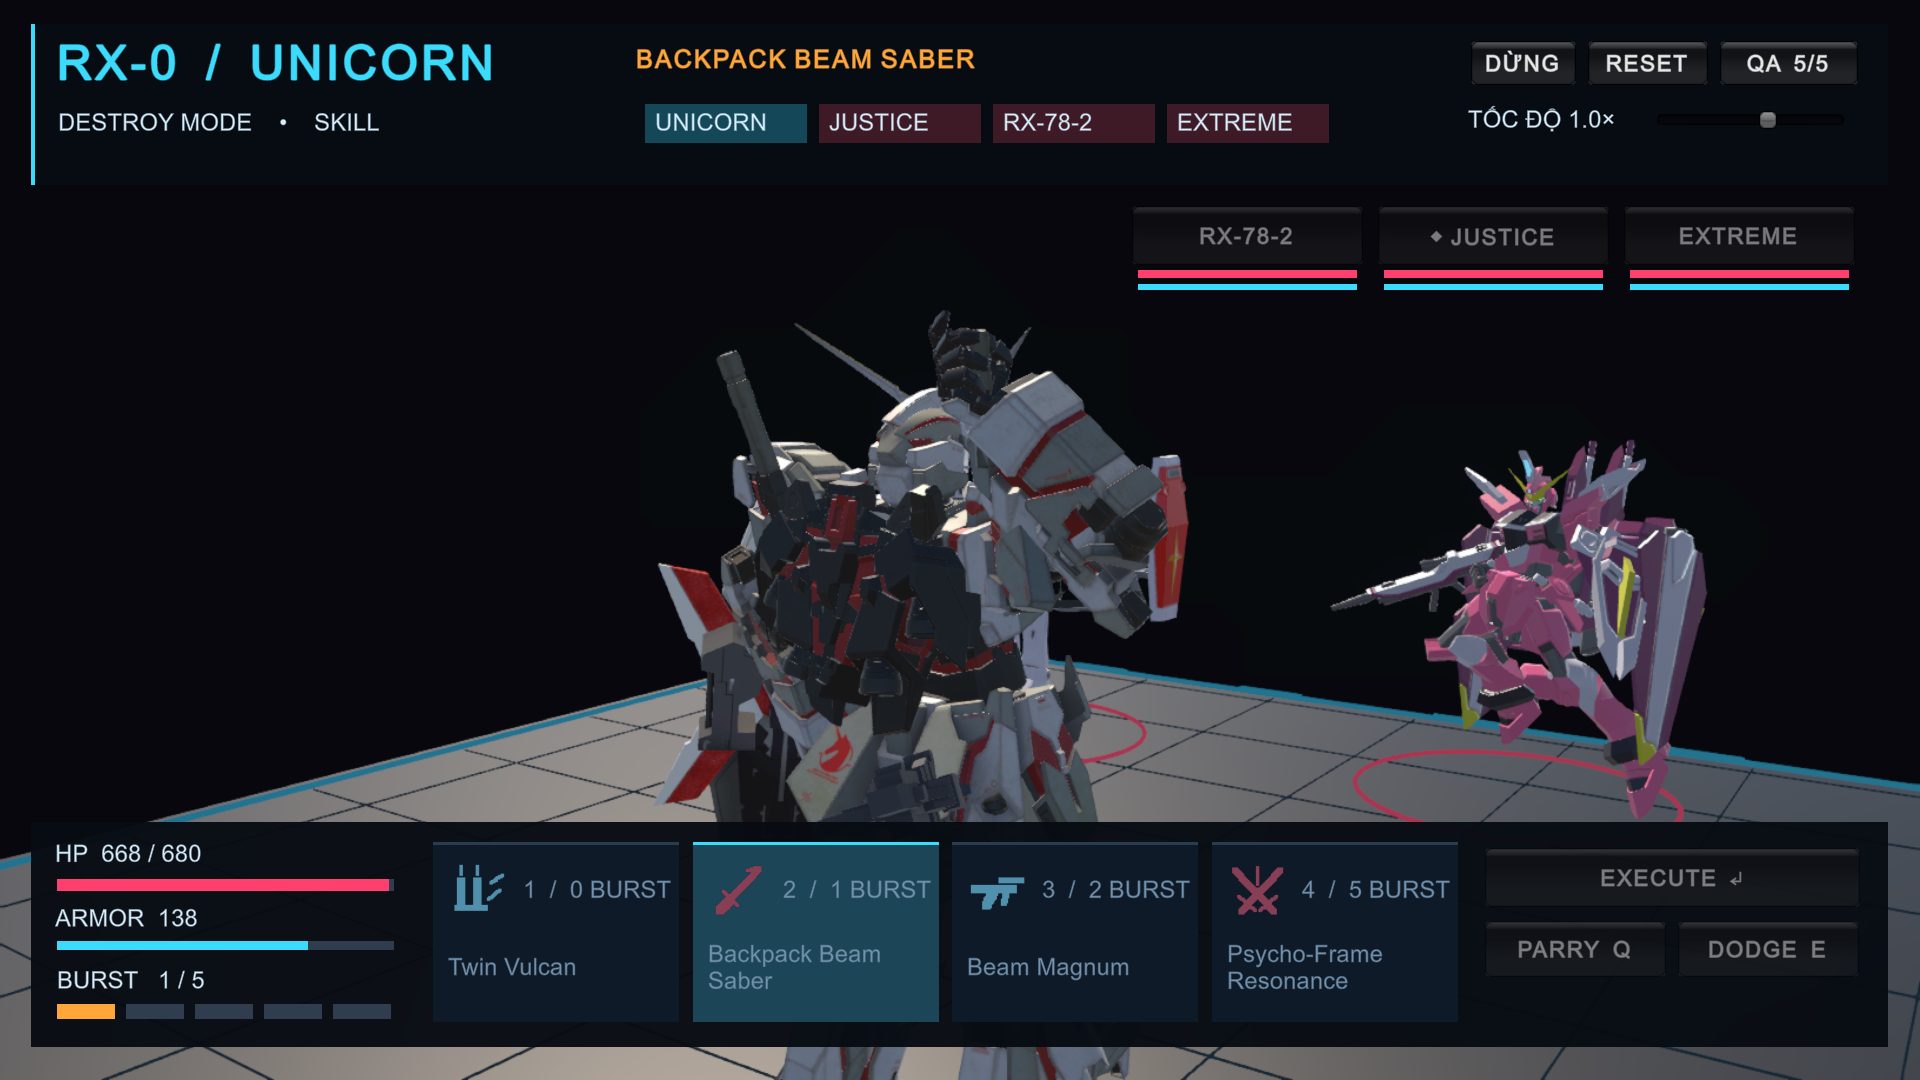 RX-0 / UNICORN
DESTROY MODE • SKILL
BACKPACK BEAM SABER
UNICORN JUSTICE RX-78-2 EXTREME
DỪNG RESET QA 5/5
TỐC ĐỘ 1.0×
RX-78-2 ◆ JUSTICE EXTREME
HP 668 / 680
ARMOR 138
BURST 1 / 5
1 / 0 BURST
Twin Vulcan
2 / 1 BURST
Backpack Beam
Saber
3 / 2 BURST
Beam Magnum
4 / 5 BURST
Psycho-Frame
Resonance
EXECUTE ↲
PARRY Q DODGE E